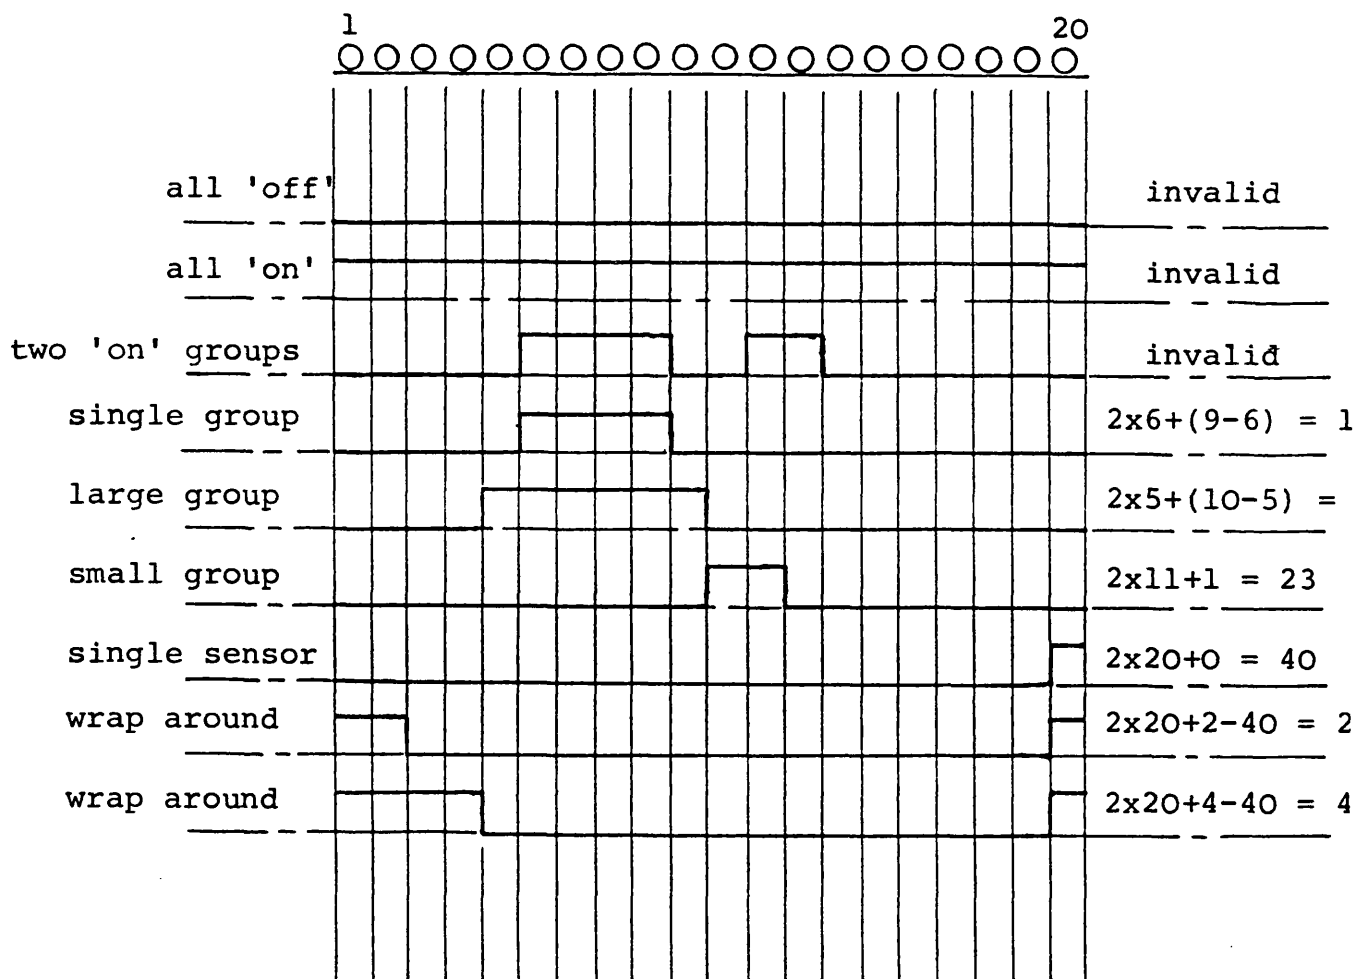 1 20
all 'off' invalid
all 'on' invalid
two 'on' groups invalid
single group 2x6+(9-6) = 1
large group 2x5+(10-5) =
small group 2x11+1 = 23
single sensor 2x20+0 = 40
wrap around 2x20+2-40 = 2
wrap around 2x20+4-40 = 4